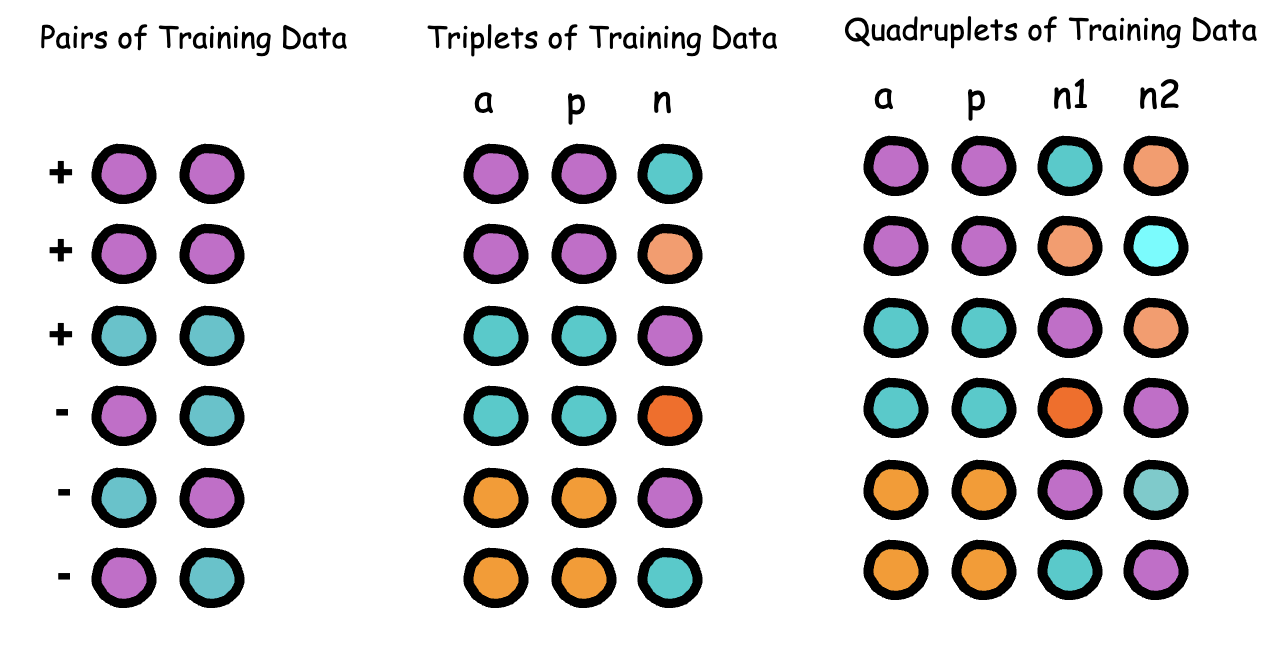 Pairs of Training Data
+
+
+
-
-
-
Triplets of Training Data
a p n
Quadruplets of Training Data
a p n1 n2